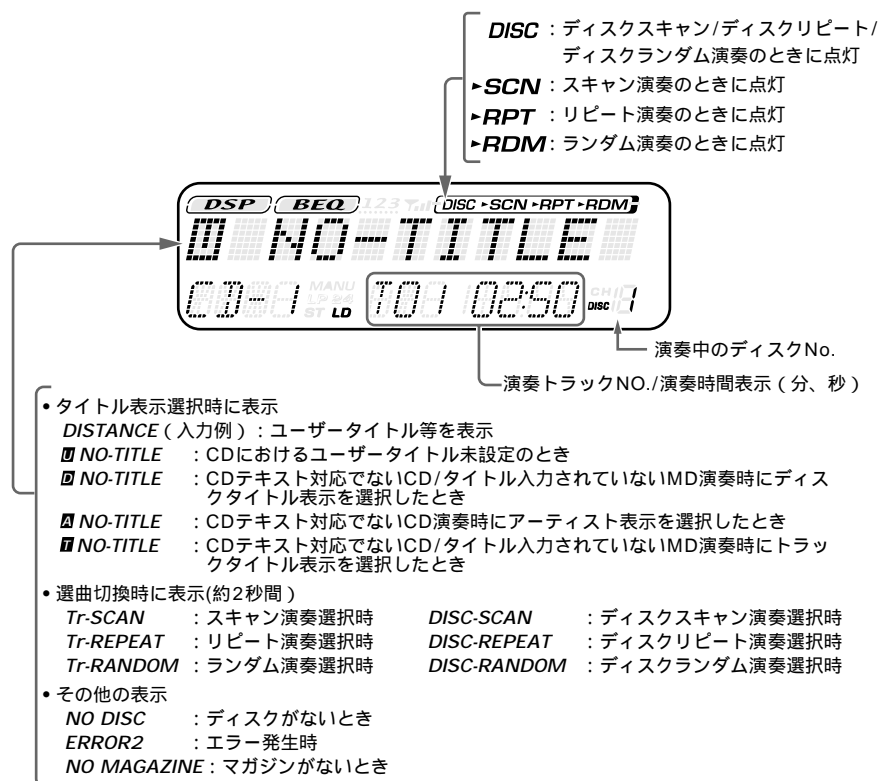 DISC : ディスクスキャン/ディスクリピート/
ディスクランダム演奏のときに点灯
►SCN : スキャン演奏のときに点灯
►RPT : リピート演奏のときに点灯
►RDM : ランダム演奏のときに点灯
DSP BEQ 123 DISC ►SCN ►RPT ►RDM
U NO-TITLE
CD-1 MANU LP ST LD T01 02:50 CH DISC 1
演奏中のディスクNo.
演奏トラックNO./演奏時間表示（分、秒）
• タイトル表示選択時に表示
DISTANCE（入力例）：ユーザータイトル等を表示
U NO-TITLE : CDにおけるユーザータイトル未設定のとき
D NO-TITLE : CDテキスト対応でないCD/タイトル入力されていないMD演奏時にディス
クタイトル表示を選択したとき
A NO-TITLE : CDテキスト対応でないCD演奏時にアーティスト表示を選択したとき
T NO-TITLE : CDテキスト対応でないCD/タイトル入力されていないMD演奏時にトラッ
クタイトル表示を選択したとき
• 選曲切換時に表示(約2秒間）
Tr-SCAN : スキャン演奏選択時 DISC-SCAN : ディスクスキャン演奏選択時
Tr-REPEAT : リピート演奏選択時 DISC-REPEAT : ディスクリピート演奏選択時
Tr-RANDOM : ランダム演奏選択時 DISC-RANDOM : ディスクランダム演奏選択時
• その他の表示
NO DISC : ディスクがないとき
ERROR2 : エラー発生時
NO MAGAZINE : マガジンがないとき